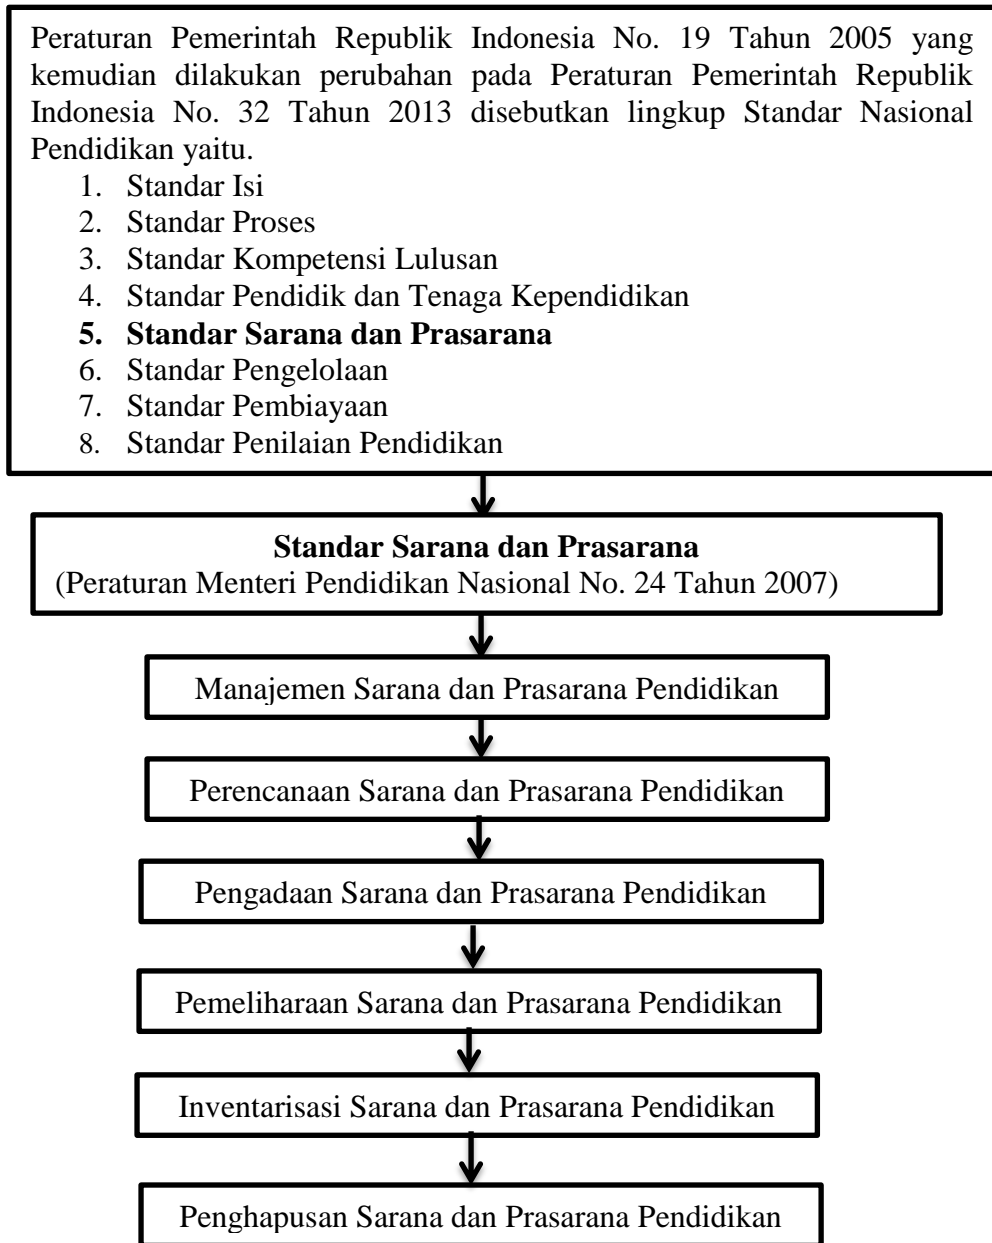 Peraturan Pemerintah Republik Indonesia No. 19 Tahun 2005 yang
kemudian dilakukan perubahan pada Peraturan Pemerintah Republik
Indonesia No. 32 Tahun 2013 disebutkan lingkup Standar Nasional
Pendidikan yaitu.
1. Standar Isi
2. Standar Proses
3. Standar Kompetensi Lulusan
4. Standar Pendidik dan Tenaga Kependidikan
5. Standar Sarana dan Prasarana
6. Standar Pengelolaan
7. Standar Pembiayaan
8. Standar Penilaian Pendidikan
Standar Sarana dan Prasarana
(Peraturan Menteri Pendidikan Nasional No. 24 Tahun 2007)
Manajemen Sarana dan Prasarana Pendidikan
Perencanaan Sarana dan Prasarana Pendidikan
Pengadaan Sarana dan Prasarana Pendidikan
Pemeliharaan Sarana dan Prasarana Pendidikan
Inventarisasi Sarana dan Prasarana Pendidikan
Penghapusan Sarana dan Prasarana Pendidikan